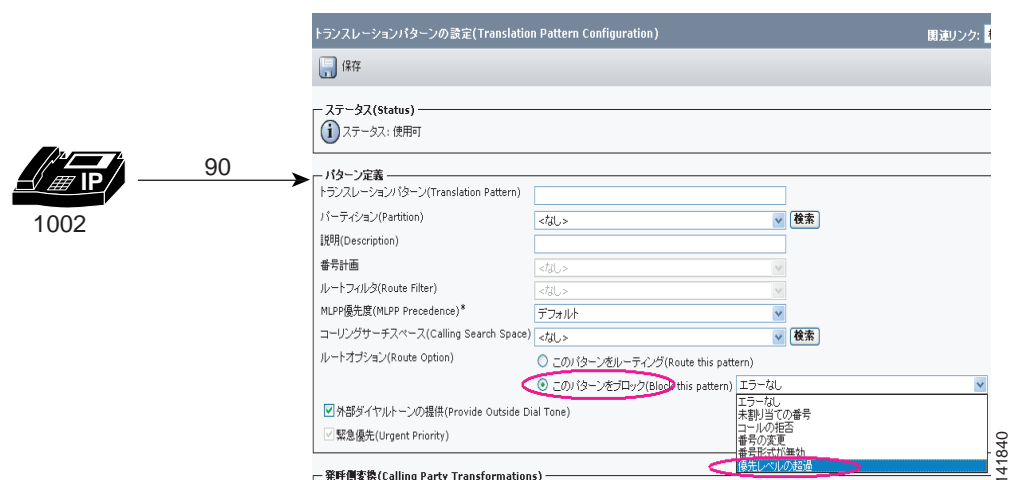 トランスレーションパターンの設定(Translation Pattern Configuration)
関連リンク:
保存
ステータス(Status)
ステータス: 使用可
IP
90
1002
パターン定義
トランスレーションパターン(Translation Pattern)
パーティション(Partition) <なし> 検索
説明(Description)
番号計画 <なし>
ルートフィルタ(Route Filter) <なし>
MLPP優先度(MLPP Precedence)* デフォルト
コーリングサーチスペース(Calling Search Space) <なし> 検索
ルートオプション(Route Option) このパターンをルーティング(Route this pattern)
このパターンをブロック(Block this pattern) エラーなし
エラーなし
未割り当ての番号
コールの拒否
番号の変更
番号形式が無効
優先レベルの超過
外部ダイヤルトーンの提供(Provide Outside Dial Tone)
緊急優先(Urgent Priority)
発呼側変換(Calling Party Transformations)
141840